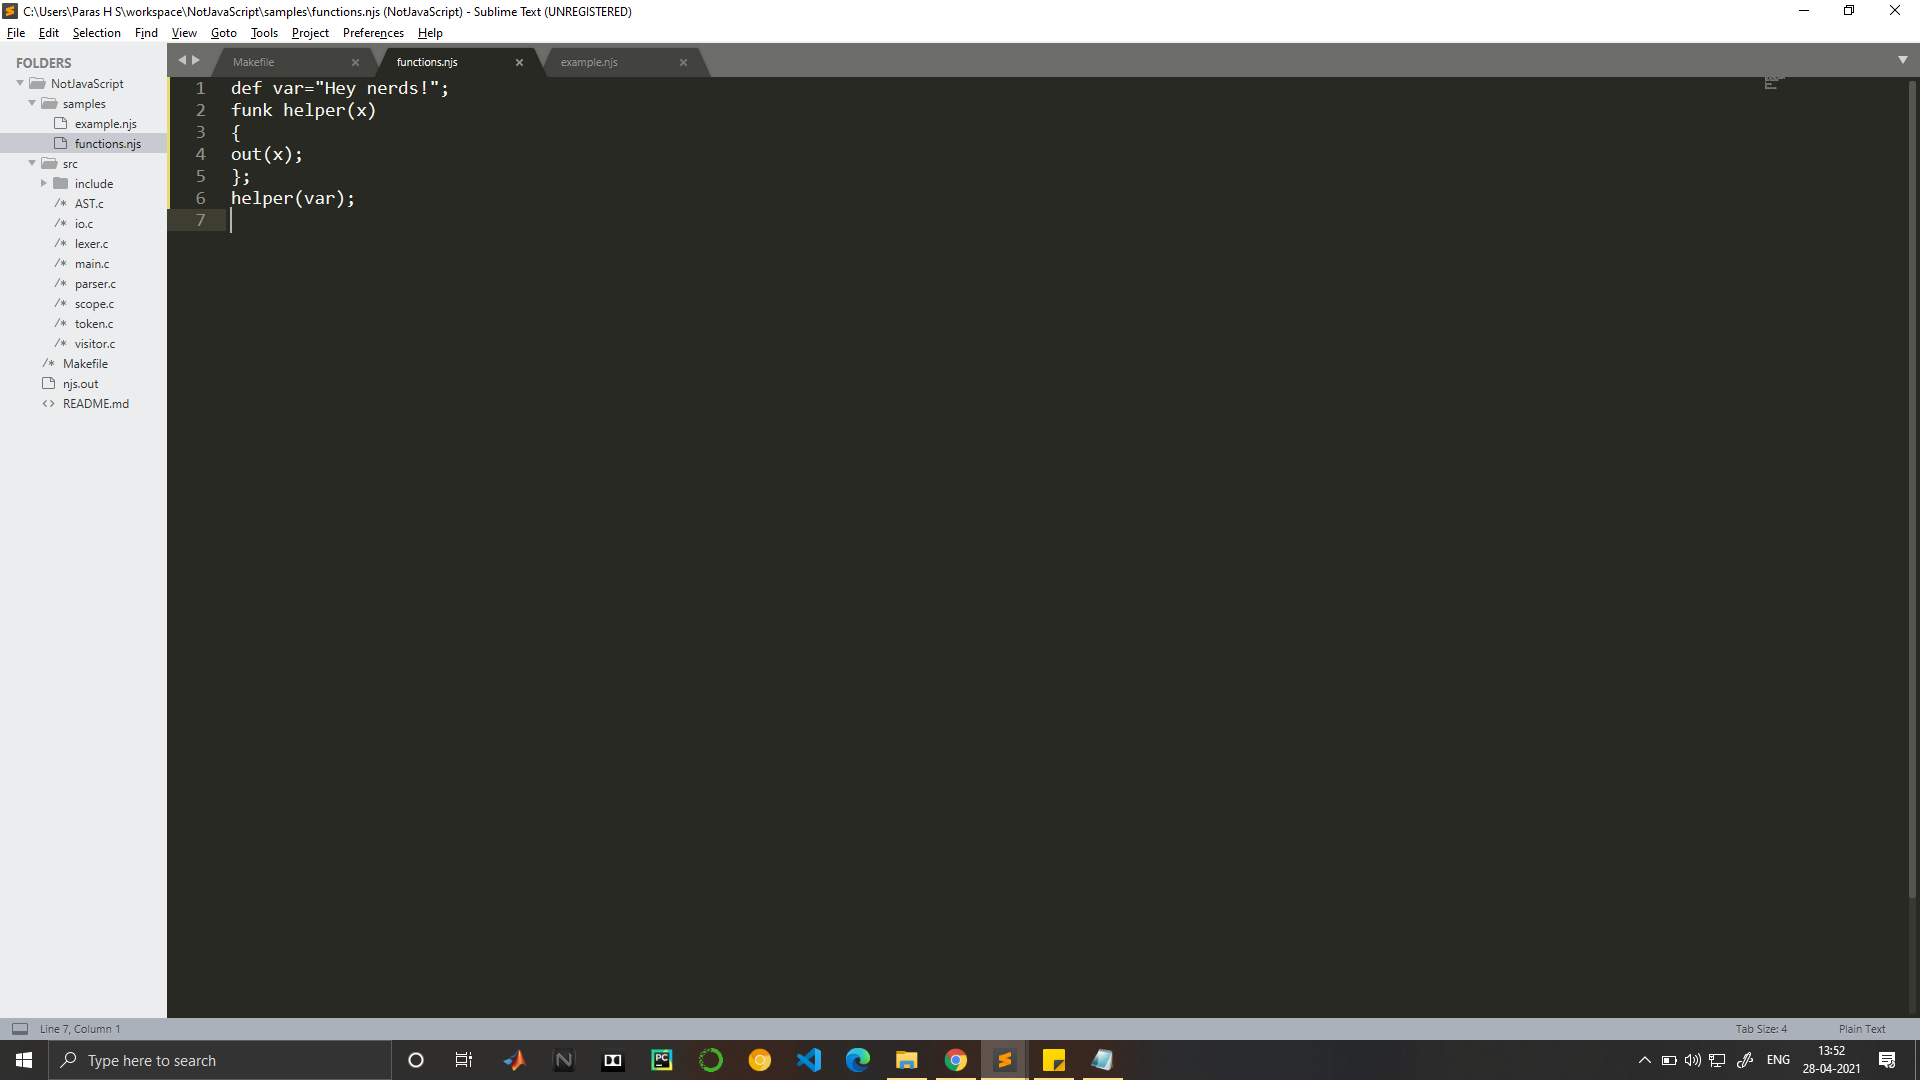 C:\Users\Paras H S\workspace\NotJavaScript\samples\functions.njs (NotJavaScript) - Sublime Text (UNREGISTERED)
File Edit Selection Find View Goto Tools Project Preferences Help
FOLDERS
NotJavaScript
samples
example.njs
functions.njs
src
include
/* AST.c
/* io.c
/* lexer.c
/* main.c
/* parser.c
/* scope.c
/* token.c
/* visitor.c
/* Makefile
njs.out
<> README.md
Makefile × functions.njs × example.njs ×
1 def var="Hey nerds!";
2 funk helper(x)
3 {
4 out(x);
5 };
6 helper(var);
7
Line 7, Column 1 Tab Size: 4 Plain Text
Type here to search
N
PC
ENG
13:52
28-04-2021